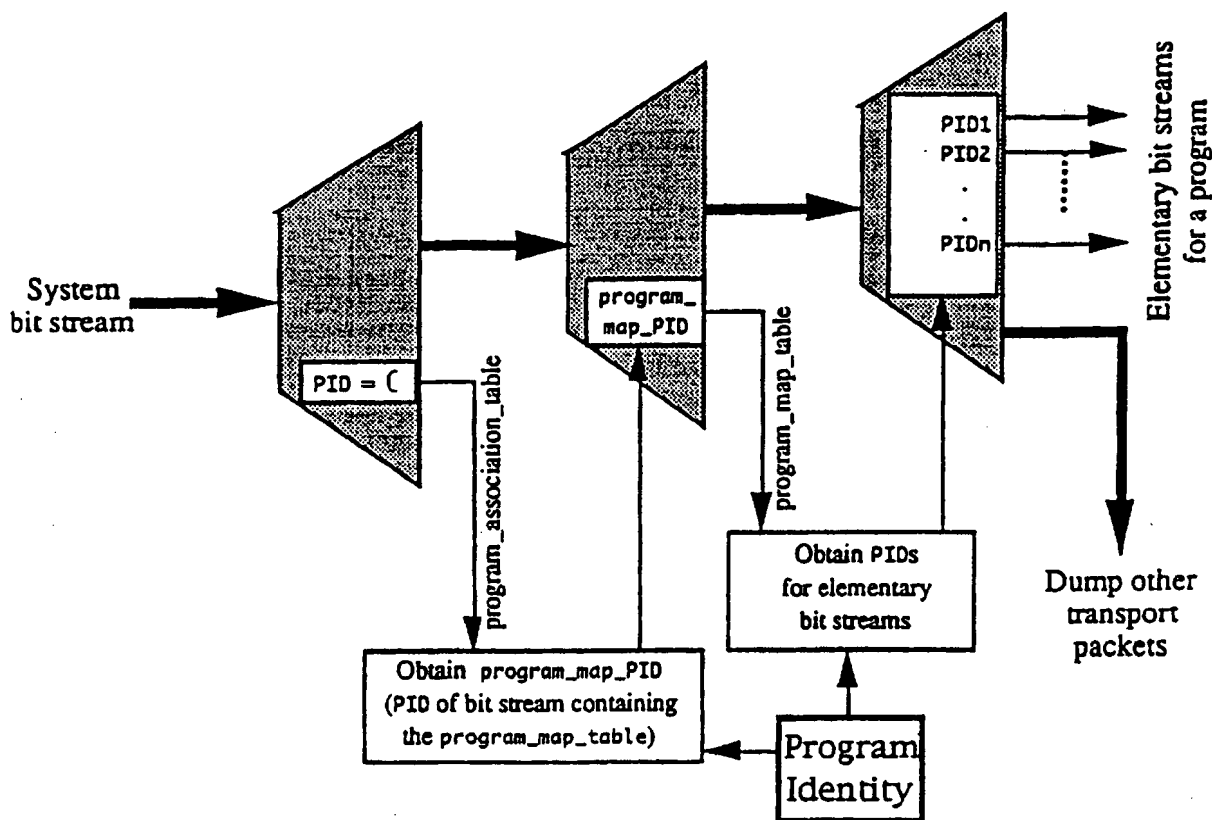 System
bit stream
PID = (
program_association_table
program_
map_PID
program_map_table
PID1
PID2
PIDn
Elementary bit streams
for a program
Obtain PIDs
for elementary
bit streams
Dump other
transport
packets
Obtain program_map_PID
(PID of bit stream containing
the program_map_table)
Program
Identity